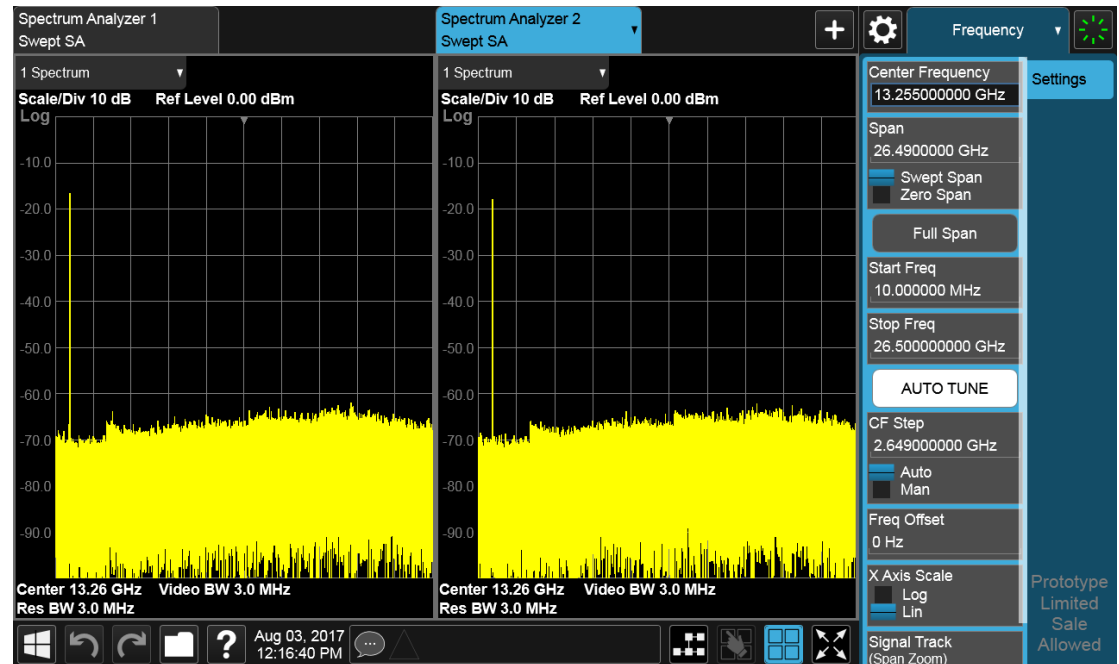 Spectrum Analyzer 1
Swept SA
Spectrum Analyzer 2
Swept SA
+
Frequency
1 Spectrum
Scale/Div 10 dB Ref Level 0.00 dBm
Log
-10.0
-20.0
-30.0
-40.0
-50.0
-60.0
-70.0
-80.0
-90.0
Center 13.26 GHz Video BW 3.0 MHz
Res BW 3.0 MHz
1 Spectrum
Scale/Div 10 dB Ref Level 0.00 dBm
Log
-10.0
-20.0
-30.0
-40.0
-50.0
-60.0
-70.0
-80.0
-90.0
Center 13.26 GHz Video BW 3.0 MHz
Res BW 3.0 MHz
Center Frequency
13.255000000 GHz
Span
26.4900000 GHz
Swept Span
Zero Span
Full Span
Start Freq
10.000000 MHz
Stop Freq
26.500000000 GHz
AUTO TUNE
CF Step
2.649000000 GHz
Auto
Man
Freq Offset
0 Hz
X Axis Scale
Log
Lin
Signal Track
(Span Zoom)
Settings
Prototype
Limited
Sale
Allowed
?
Aug 03, 2017
12:16:40 PM